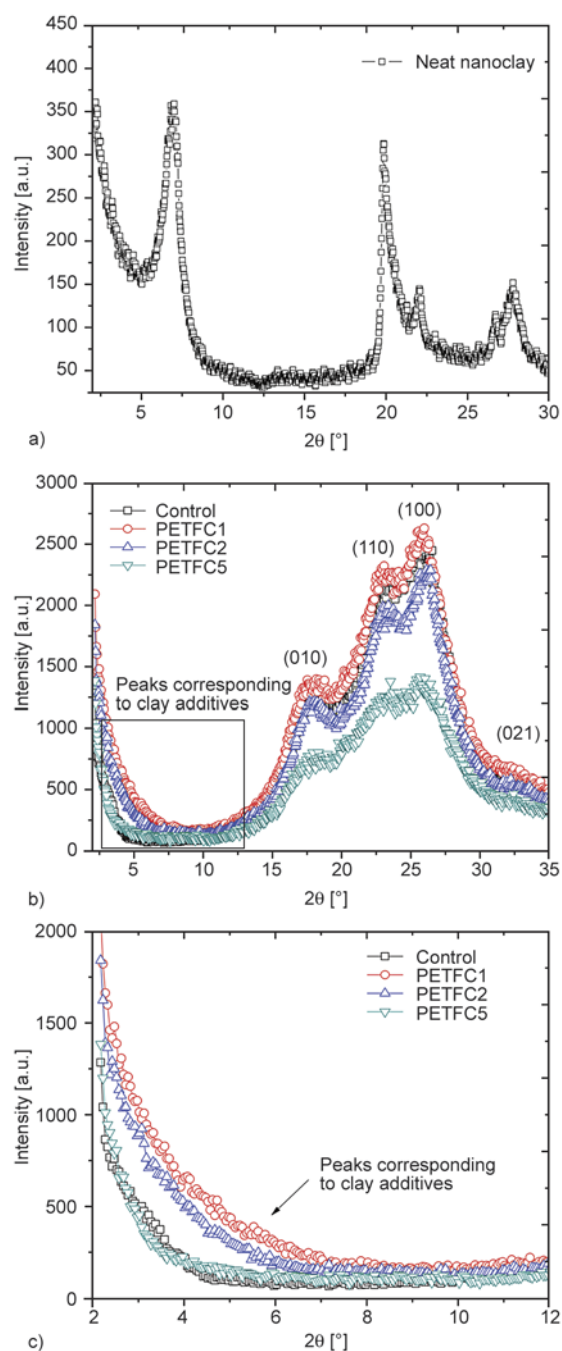 450
400
350
300
250
200
150
100
50
Intensity [a.u.]
Neat nanoclay
5 10 15 20 25 30
2θ [°]
a)
3000
2500
2000
1500
1000
500
0
Intensity [a.u.]
Control
PETFC1
PETFC2
PETFC5
(100)
(110)
(010)
(021)
Peaks corresponding
to clay additives
5 10 15 20 25 30 35
2θ [°]
b)
2000
1500
1000
500
0
Intensity [a.u.]
Control
PETFC1
PETFC2
PETFC5
Peaks corresponding
to clay additives
2 4 6 8 10 12
2θ [°]
c)